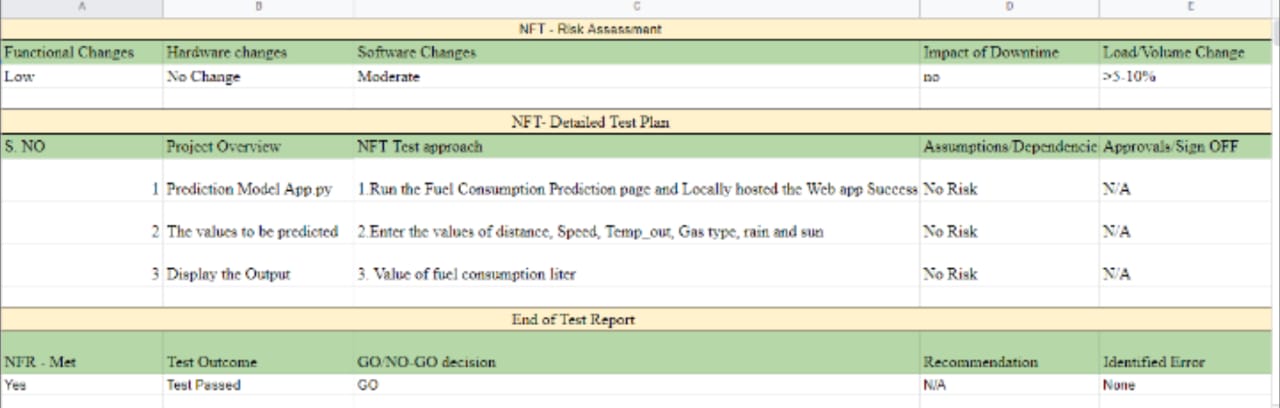 A B C D E
NFT - Risk Assessment
Functional Changes Hardware changes Software Changes Impact of Downtime Load/Volume Change
Low No Change Moderate no >5-10%
NFT- Detailed Test Plan
S. NO Project Overview NFT Test approach Assumptions/Dependencie Approvals/Sign OFF
1 Prediction Model App.py 1.Run the Fuel Consumption Prediction page and Locally hosted the Web app Success No Risk N/A
2 The values to be predicted 2.Enter the values of distance, Speed, Temp_out, Gas type, rain and sun No Risk N/A
3 Display the Output 3. Value of fuel consumption liter No Risk N/A
End of Test Report
NFR - Met Test Outcome GO/NO-GO decision Recommendation Identified Error
Yes Test Passed GO N/A None